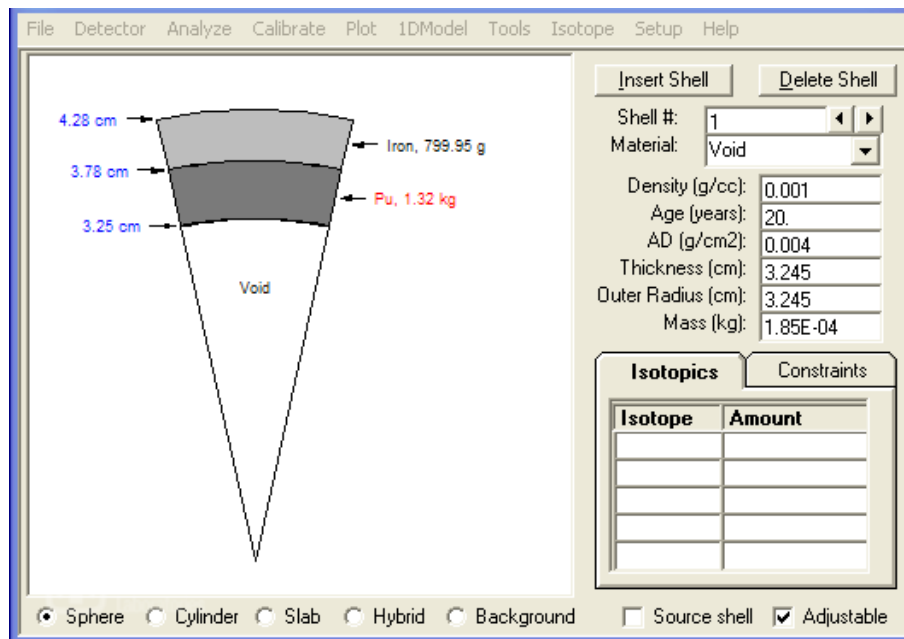 File Detector Analyze Calibrate Plot 1DModel Tools Isotope Setup Help
4.28 cm
Iron, 799.95 g
3.78 cm
Pu, 1.32 kg
3.25 cm
Void
Insert Shell Delete Shell
Shell #: 1
Material: Void
Density (g/cc): 0.001
Age (years): 20.
AD (g/cm2): 0.004
Thickness (cm): 3.245
Outer Radius (cm): 3.245
Mass (kg): 1.85E-04
Isotopics Constraints
Isotope Amount
Sphere Cylinder Slab Hybrid Background Source shell Adjustable